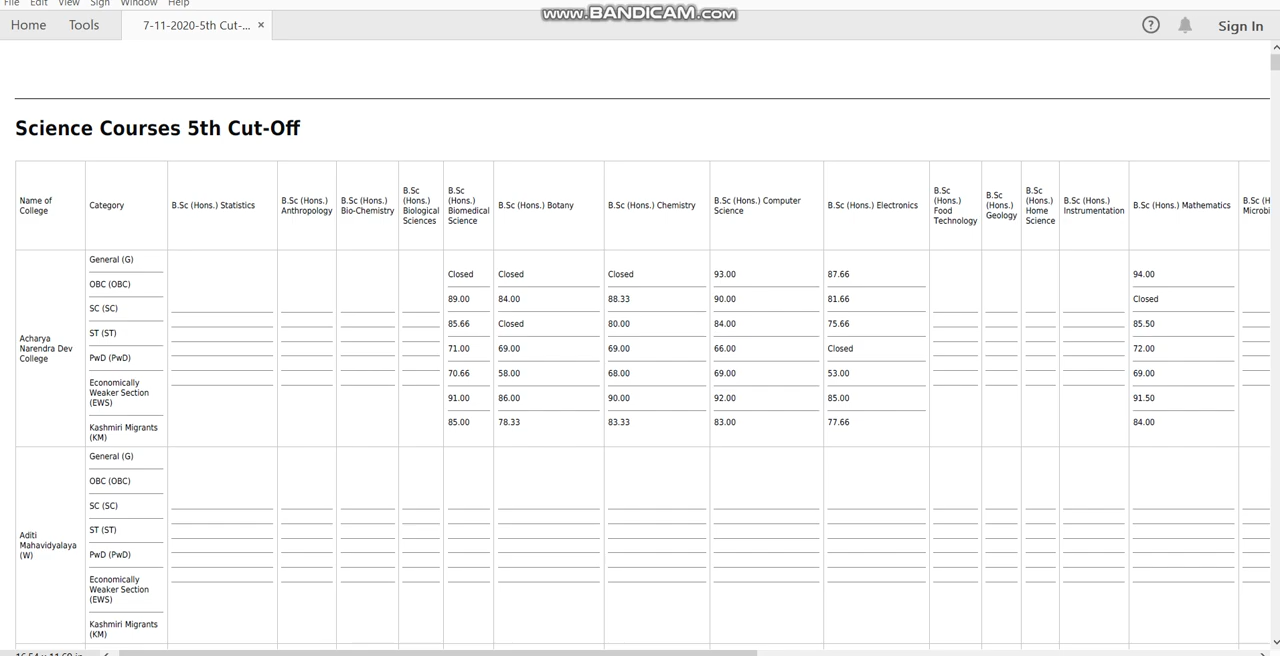 File Edit View Sign Window Help
www.BANDICAM.com
Home Tools 7-11-2020-5th Cut-... × Sign In
Science Courses 5th Cut-Off
Name of College
Category
B.Sc (Hons.) Statistics
B.Sc (Hons.) Anthropology
B.Sc (Hons.) Bio-Chemistry
B.Sc (Hons.) Biological Sciences
B.Sc (Hons.) Biomedical Science
B.Sc (Hons.) Botany
B.Sc (Hons.) Chemistry
B.Sc (Hons.) Computer Science
B.Sc (Hons.) Electronics
B.Sc (Hons.) Food Technology
B.Sc (Hons.) Geology
B.Sc (Hons.) Home Science
B.Sc (Hons.) Instrumentation
B.Sc (Hons.) Mathematics
B.Sc (H
Microbi
Acharya Narendra Dev College
General (G) Closed Closed Closed 93.00 87.66 94.00
OBC (OBC) 89.00 84.00 88.33 90.00 81.66 Closed
SC (SC) 85.66 Closed 80.00 84.00 75.66 85.50
ST (ST) 71.00 69.00 69.00 66.00 Closed 72.00
PwD (PwD) 70.66 58.00 68.00 69.00 53.00 69.00
Economically Weaker Section (EWS) 91.00 86.00 90.00 92.00 85.00 91.50
Kashmiri Migrants (KM) 85.00 78.33 83.33 83.00 77.66 84.00
Aditi Mahavidyalaya (W)
General (G)
OBC (OBC)
SC (SC)
ST (ST)
PwD (PwD)
Economically Weaker Section (EWS)
Kashmiri Migrants (KM)